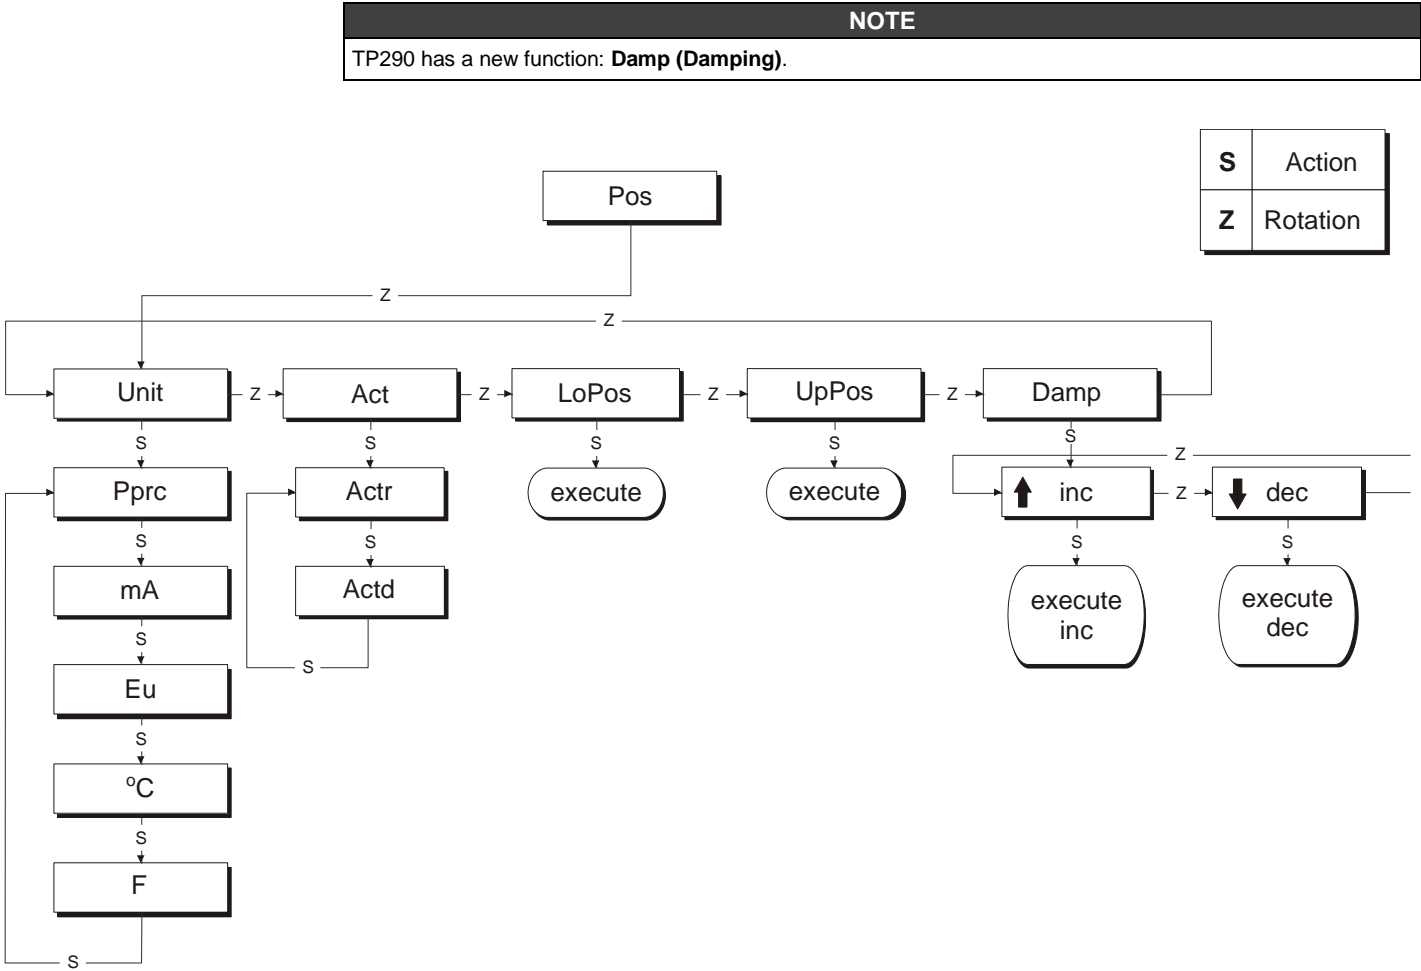 NOTE
TP290 has a new function: Damp (Damping).
S Action
Z Rotation
Pos
Z
Z
Unit Z Act Z LoPos Z UpPos Z Damp
S S S S S
Z
Pprc Actr execute execute inc Z dec
S S S S
mA Actd execute inc execute dec
S S
Eu
S
ºC
S
F
S